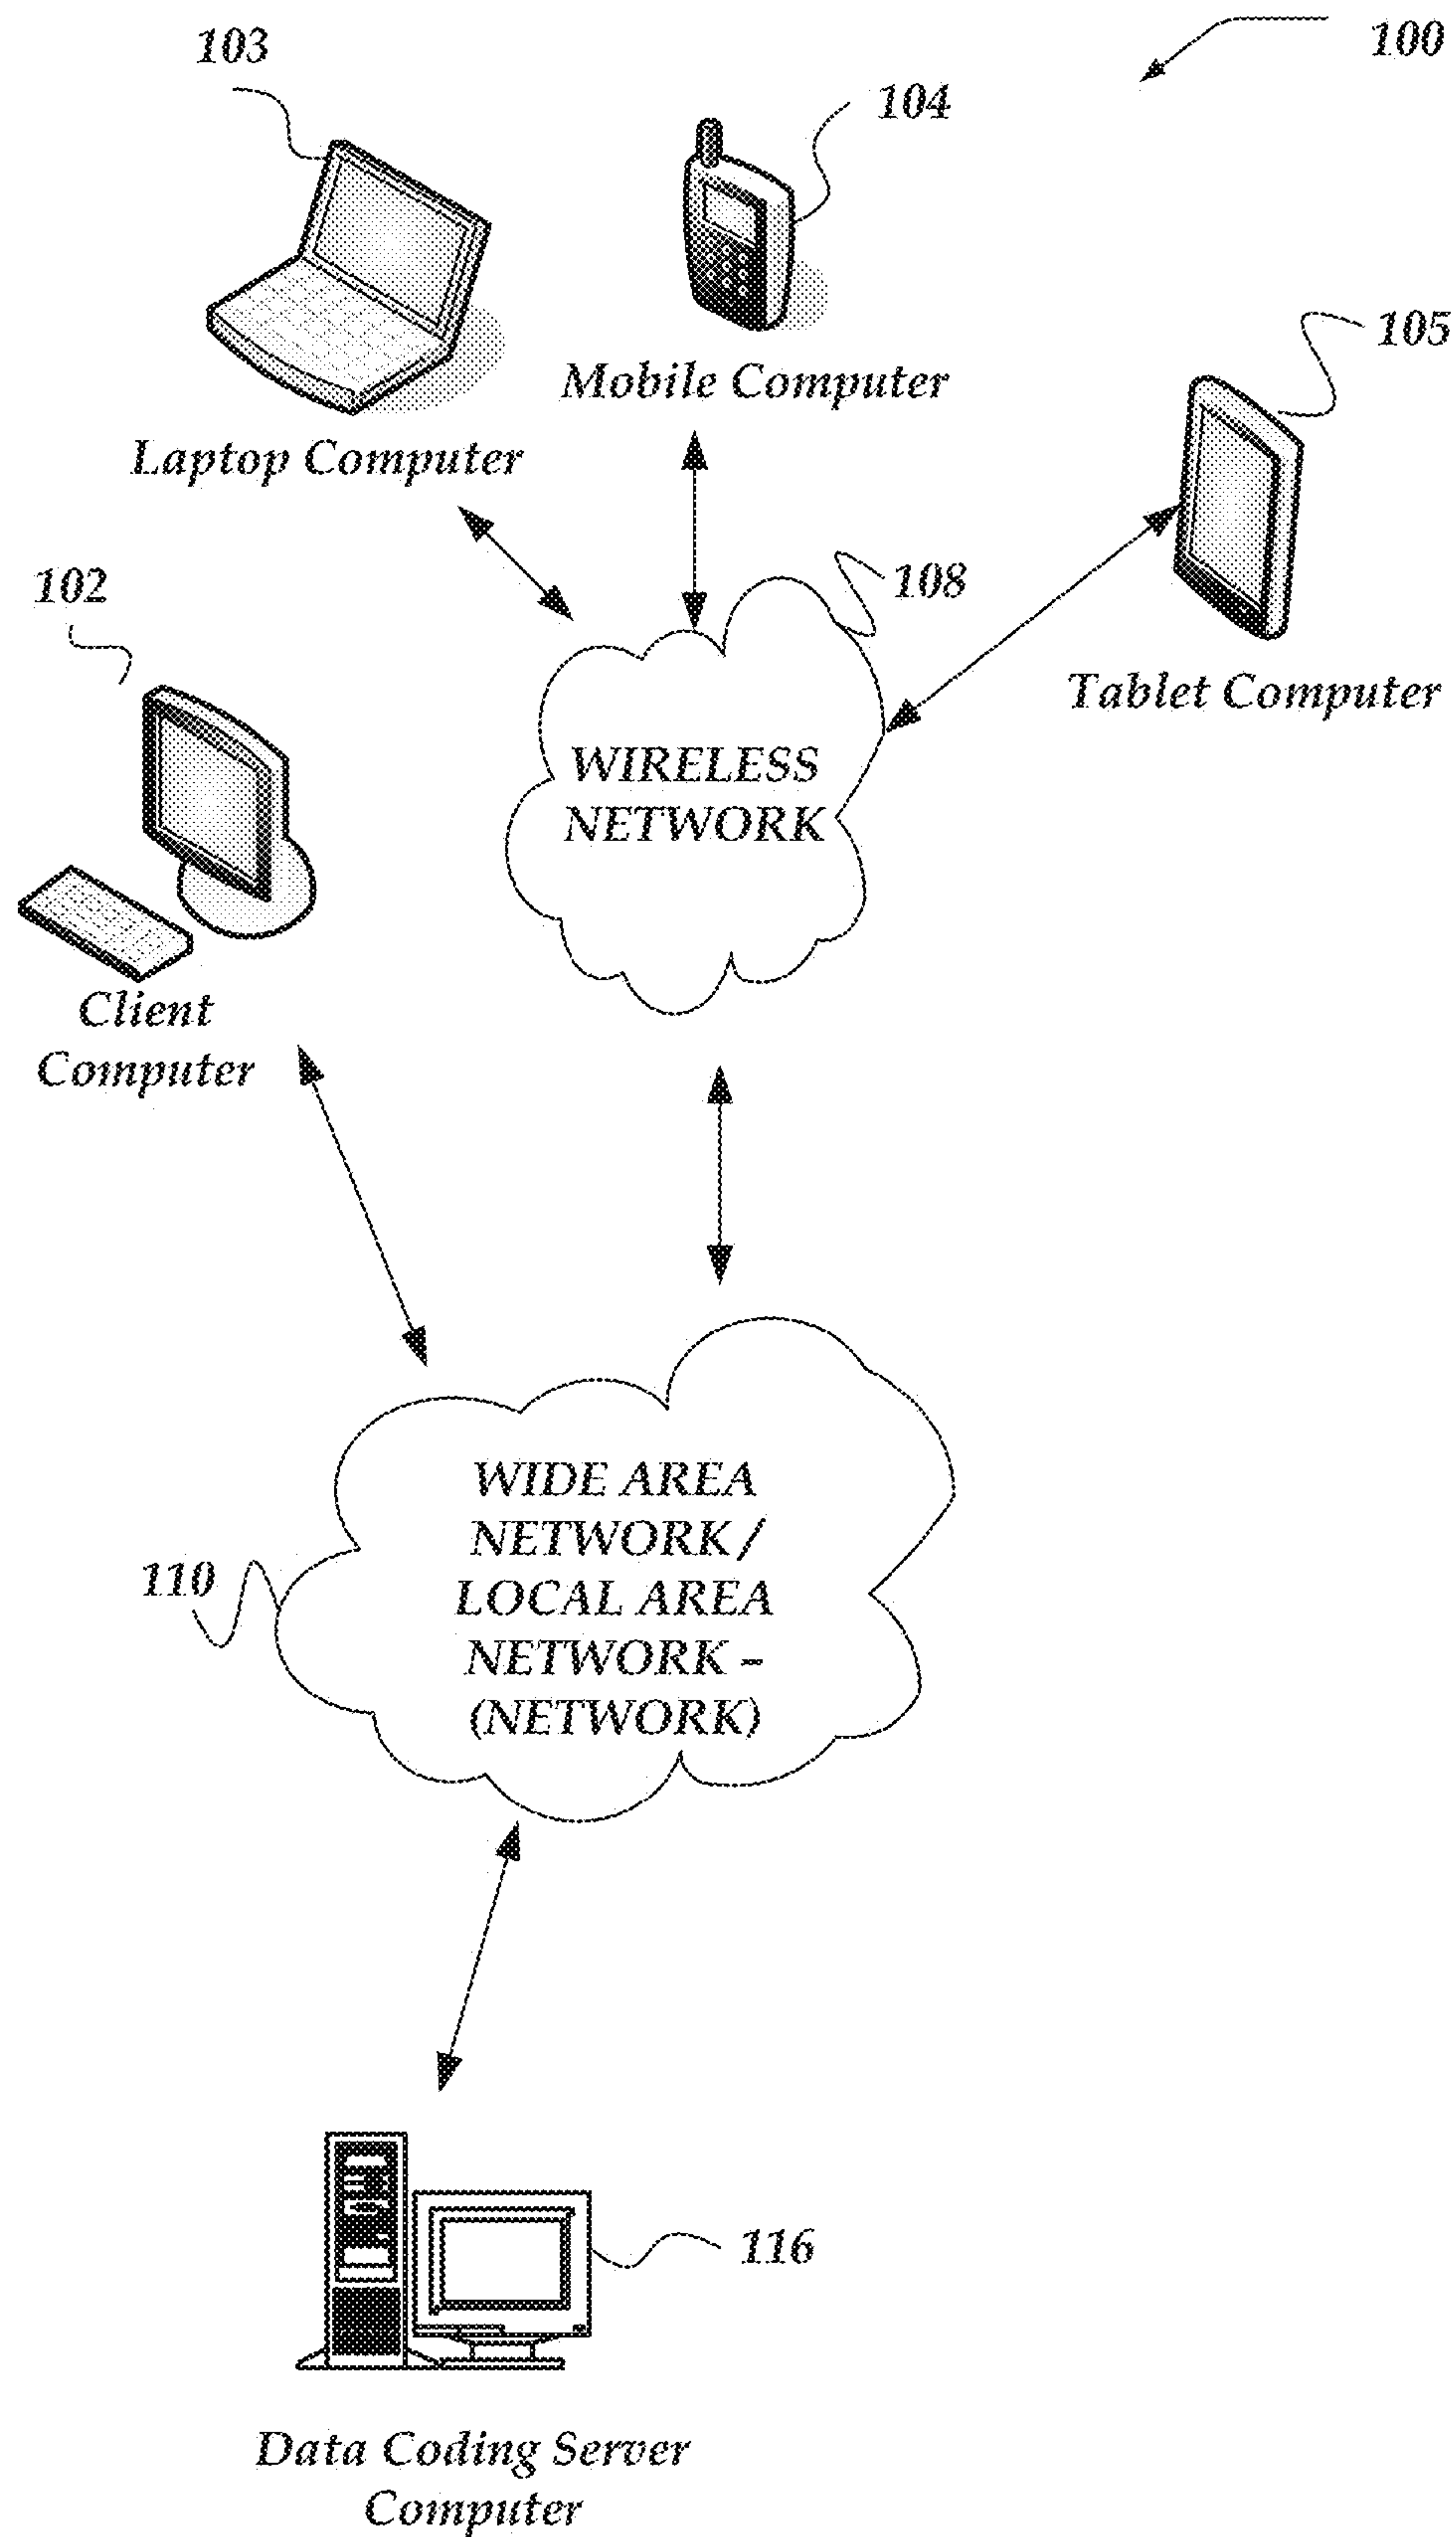 103
100
104
105
Mobile Computer
Laptop Computer
102
108
Tablet Computer
WIRELESS
NETWORK
Client
Computer
WIDE AREA
NETWORK /
LOCAL AREA
NETWORK –
(NETWORK)
110
116
Data Coding Server
Computer